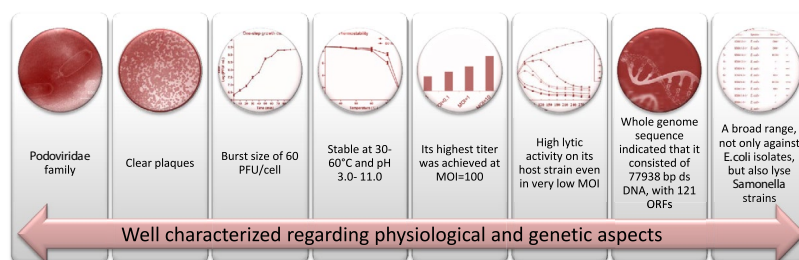 Podoviridae
family
Clear plaques
Burst size of 60
PFU/cell
Stable at 30-
60°C and pH
3.0- 11.0
Its highest titer
was achieved at
MOI=100
High lytic
activity on its
host strain even
in very low MOI
Whole genome
sequence
indicated that it
consisted of
77938 bp ds
DNA, with 121
ORFs
A broad range,
not only against
E.coli isolates,
but also lyse
Samonella
strains
Well characterized regarding physiological and genetic aspects